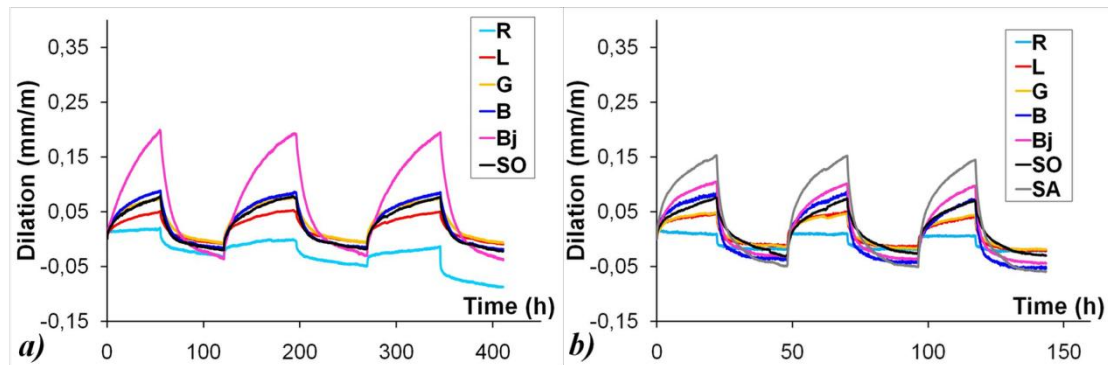 0,35
0,25
0,15
0,05
-0,05
-0,15
Dilation (mm/m)
R
L
G
B
Bj
SO
Time (h)
a)
0
100
200
300
400
0,35
0,25
0,15
0,05
-0,05
-0,15
Dilation (mm/m)
R
L
G
B
Bj
SO
SA
Time (h)
b)
0
50
100
150